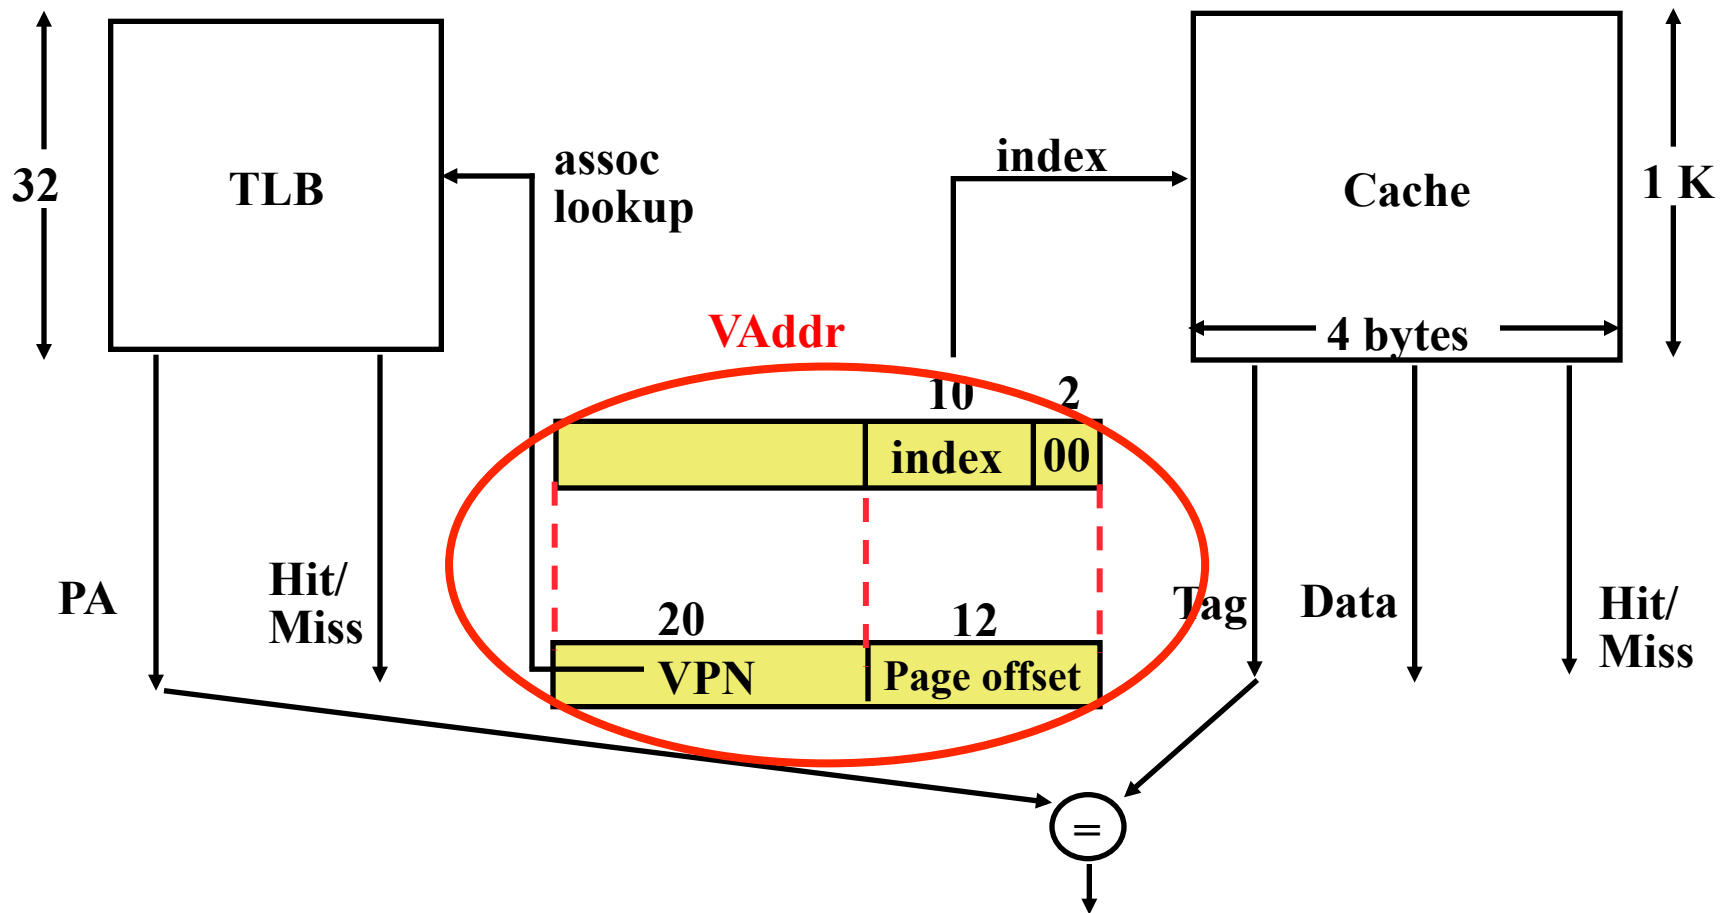 32
TLB
assoc
lookup
index
Cache
1 K
4 bytes
VAddr
10
2
index
00
PA
Hit/
Miss
20
12
VPN
Page offset
Tag
Data
Hit/
Miss
=